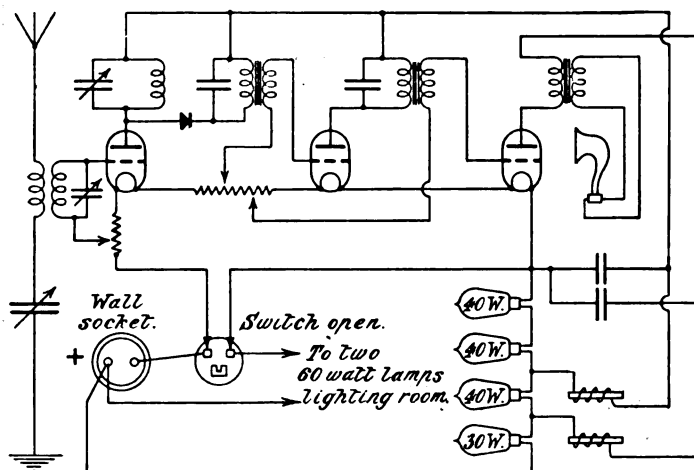 Wall
socket.
+
Switch open.
To two
60 watt lamps
lighting room.
40W.
40W.
40W.
30W.